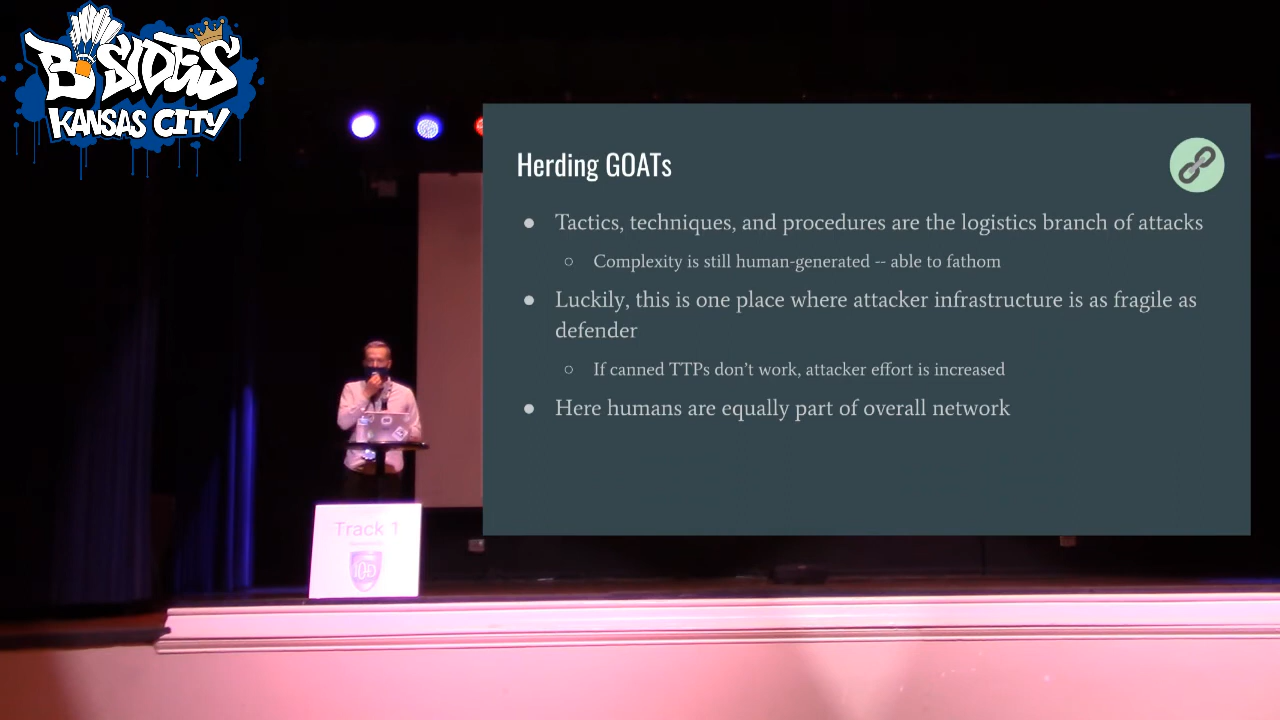 B·SIDES
KANSAS CITY
Herding GOATs
● Tactics, techniques, and procedures are the logistics branch of attacks
○ Complexity is still human-generated -- able to fathom
● Luckily, this is one place where attacker infrastructure is as fragile as
defender
○ If canned TTPs don't work, attacker effort is increased
● Here humans are equally part of overall network
Track 1